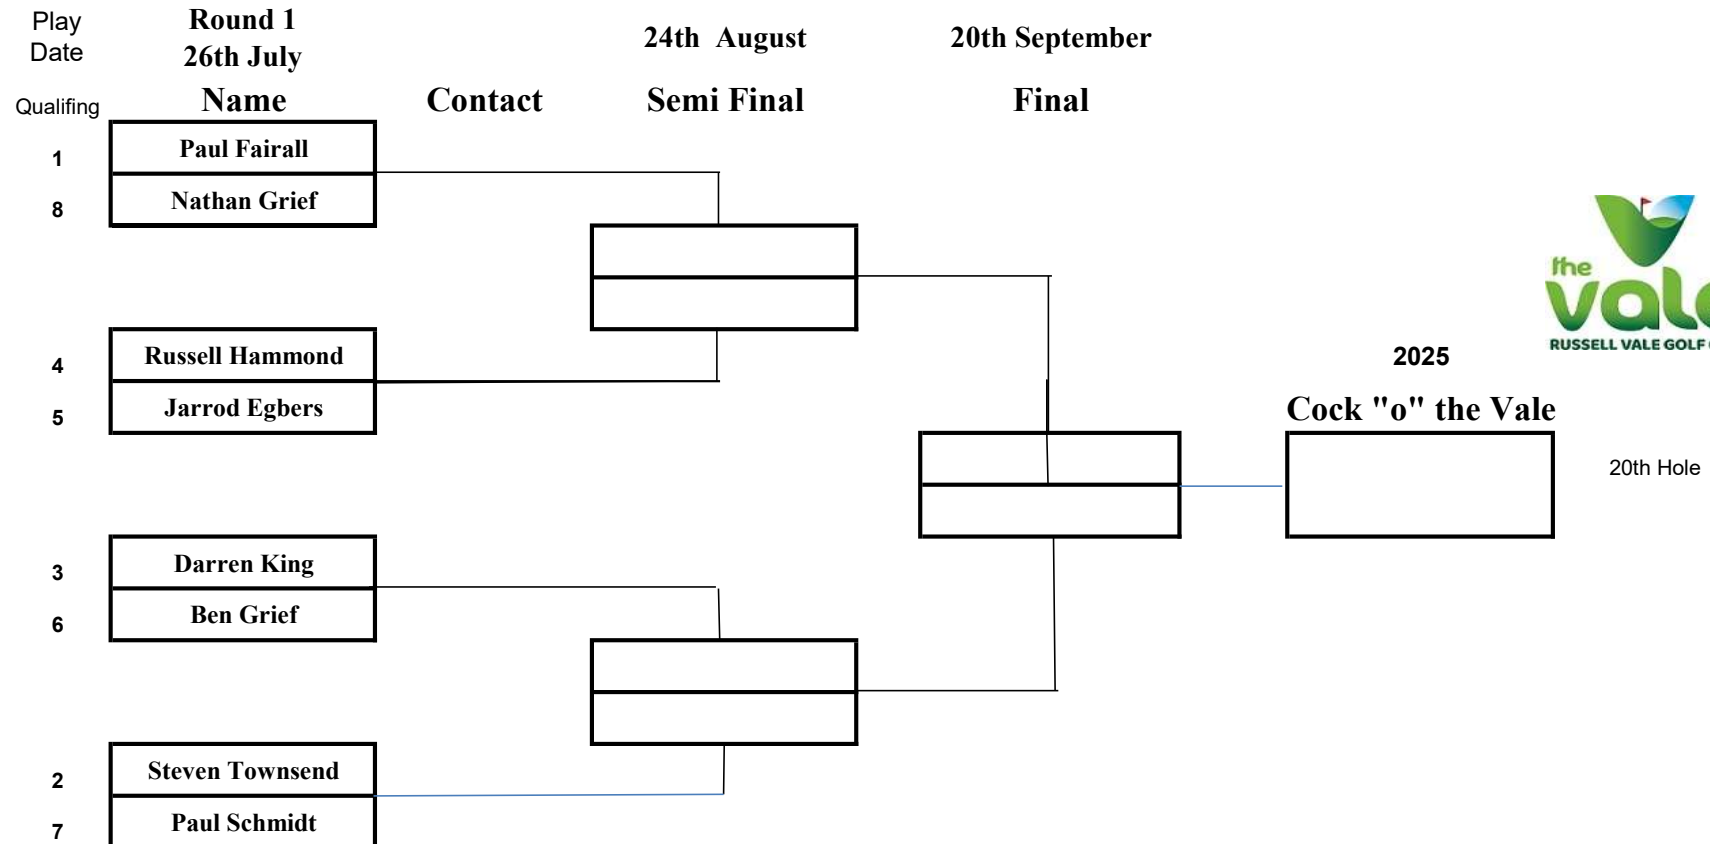 Play
Date
Round 1
26th July
24th August
20th September
Qualifing
Name
Contact
Semi Final
Final
1
Paul Fairall
8
Nathan Grief
the
vale
RUSSELL VALE GOLF
4
Russell Hammond
2025
5
Jarrod Egbers
Cock "o" the Vale
20th Hole
3
Darren King
6
Ben Grief
2
Steven Townsend
7
Paul Schmidt